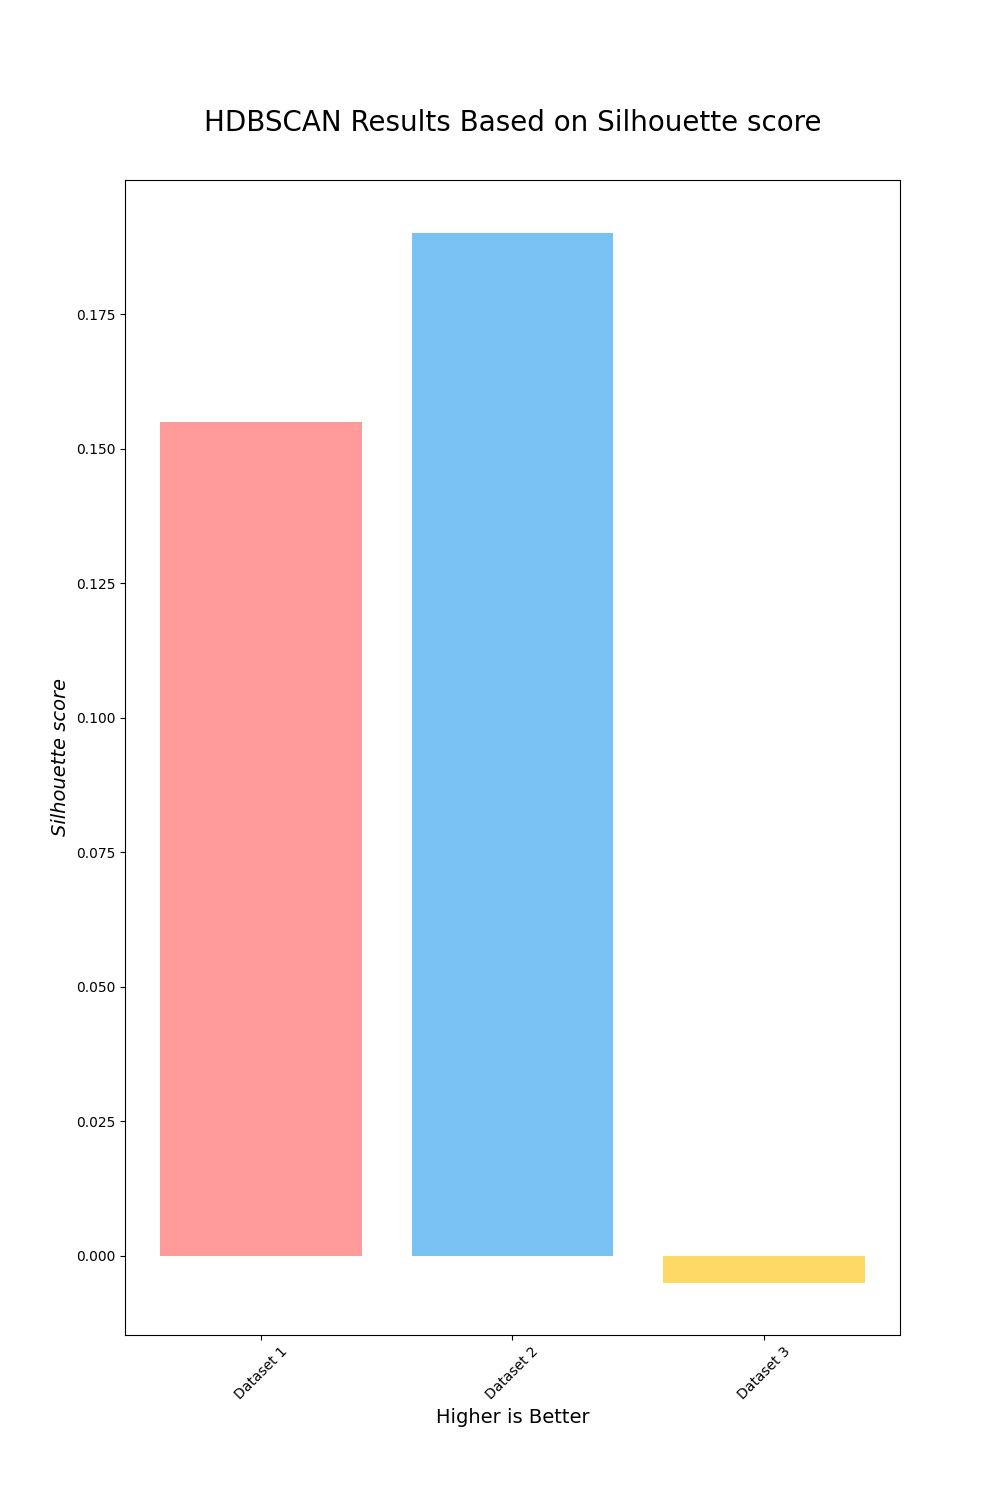 HDBSCAN Results Based on Silhouette score
Silhouette score
0.175
0.150
0.125
0.100
0.075
0.050
0.025
0.000
Dataset 1
Dataset 2
Dataset 3
Higher is Better